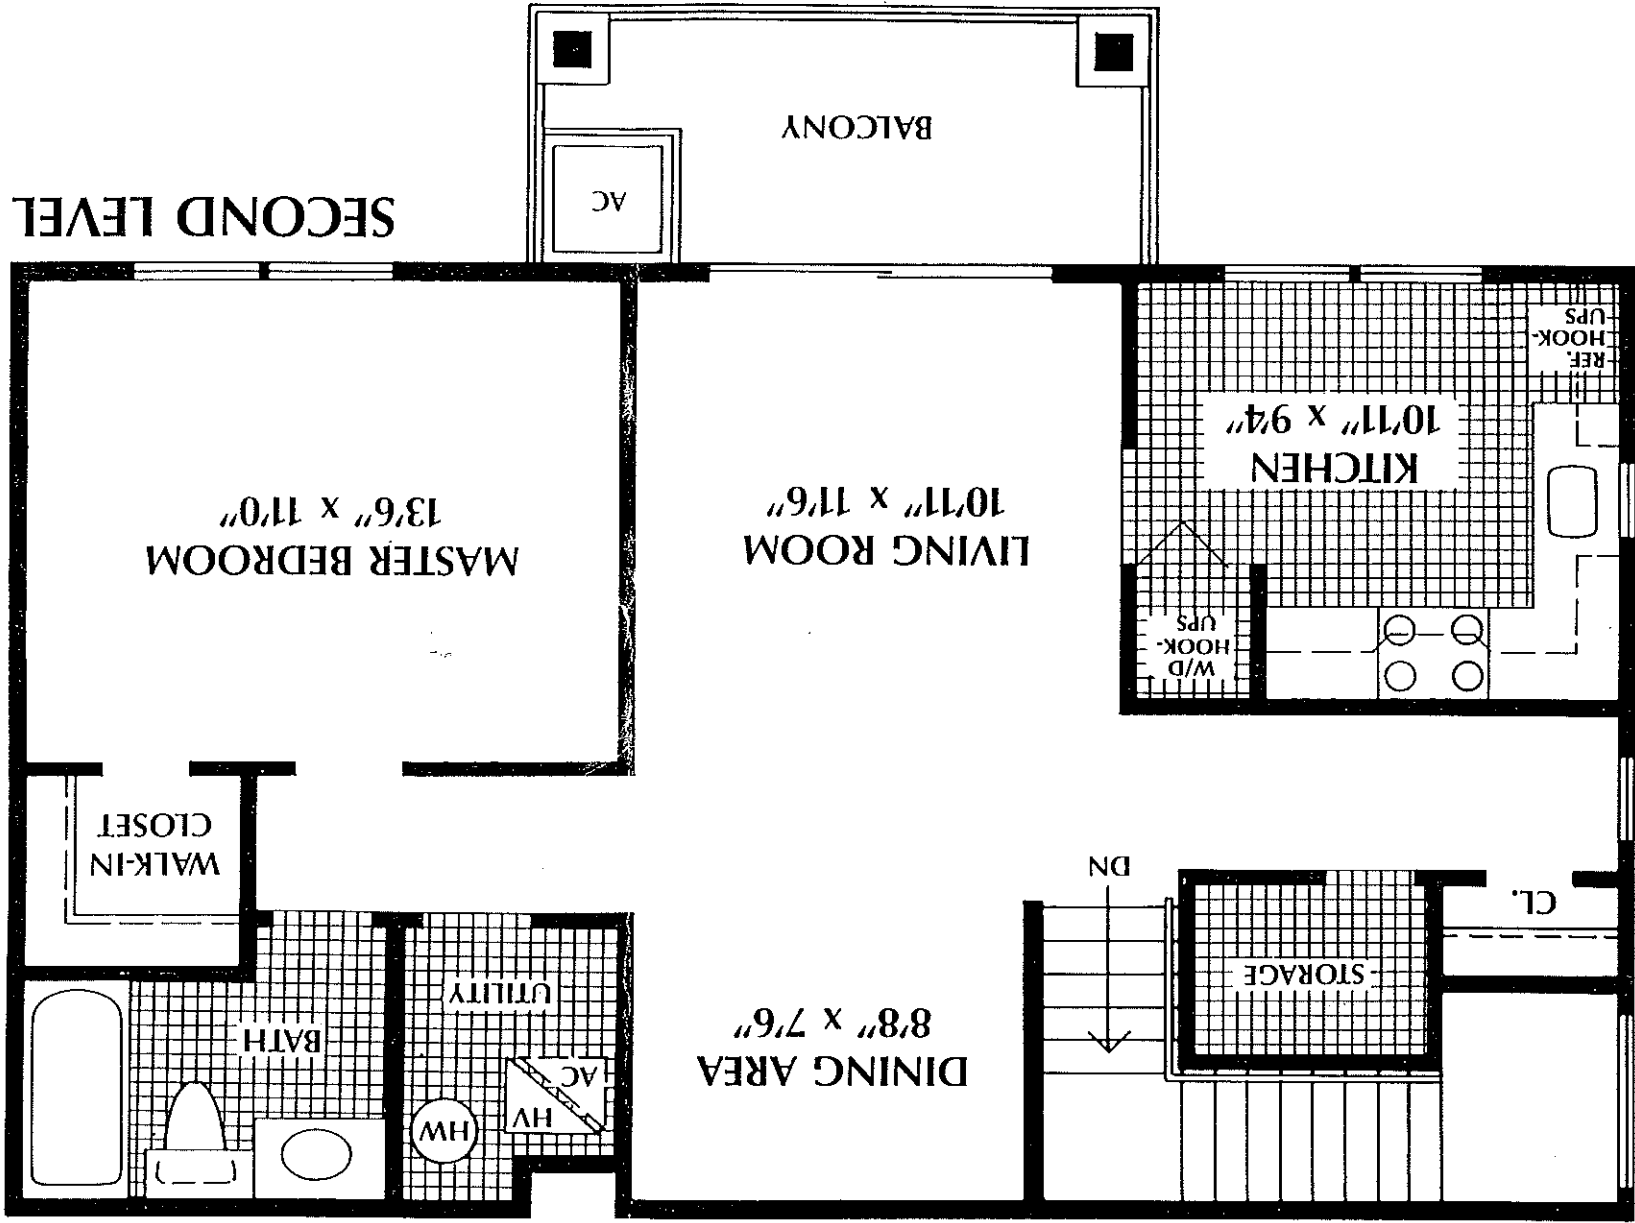 HW
HV
AC
DINING AREA
8'8" x 7'6"
BATH
UTILITY
STORAGE
CL.
DN
WALK-IN
CLOSET
W/D
HOOK-
UPS
MASTER BEDROOM
13'6" x 11'0"
LIVING ROOM
10'11" x 11'6"
KITCHEN
10'11" x 9'4"
REF.
HOOK-
UPS
SECOND LEVEL
AC
BALCONY